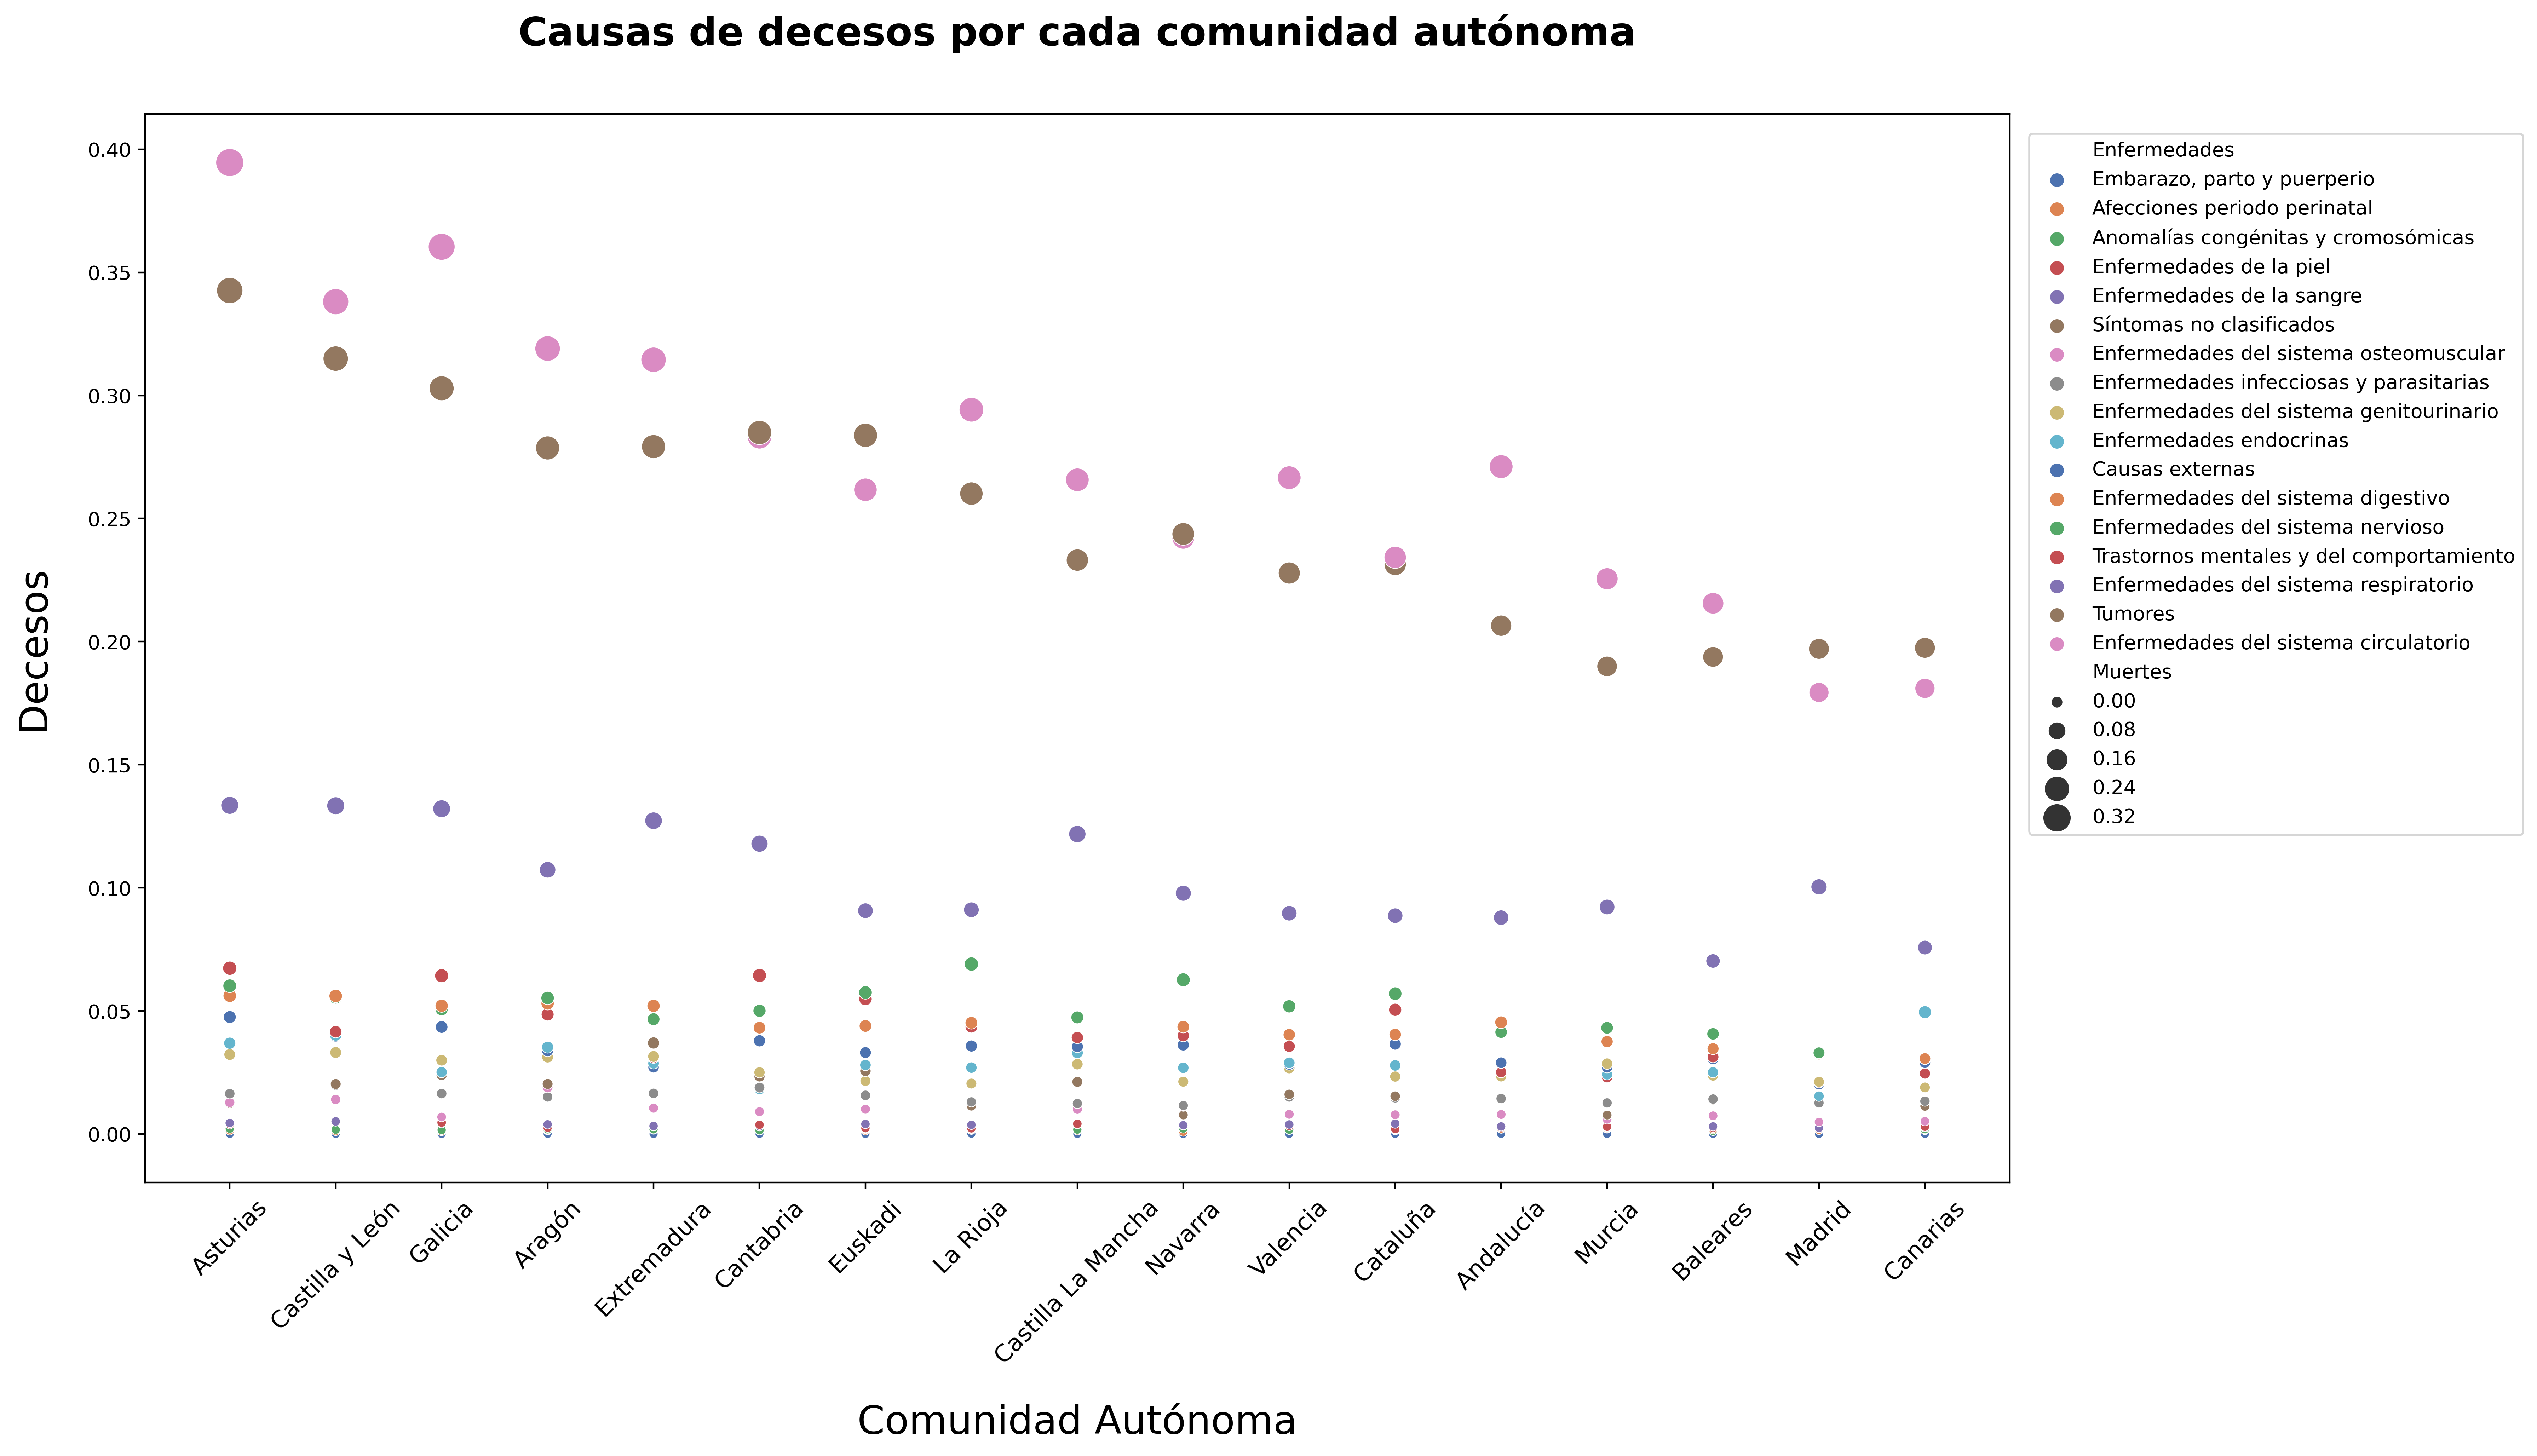 Causas de decesos por cada comunidad autónoma
Decesos
0.40
0.35
0.30
0.25
0.20
0.15
0.10
0.05
0.00
Asturias
Castilla y León
Galicia
Aragón
Extremadura
Cantabria
Euskadi
La Rioja
Castilla La Mancha
Navarra
Valencia
Cataluña
Andalucía
Murcia
Baleares
Madrid
Canarias
Comunidad Autónoma
Enfermedades
Embarazo, parto y puerperio
Afecciones periodo perinatal
Anomalías congénitas y cromosómicas
Enfermedades de la piel
Enfermedades de la sangre
Síntomas no clasificados
Enfermedades del sistema osteomuscular
Enfermedades infecciosas y parasitarias
Enfermedades del sistema genitourinario
Enfermedades endocrinas
Causas externas
Enfermedades del sistema digestivo
Enfermedades del sistema nervioso
Trastornos mentales y del comportamiento
Enfermedades del sistema respiratorio
Tumores
Enfermedades del sistema circulatorio
Muertes
0.00
0.08
0.16
0.24
0.32